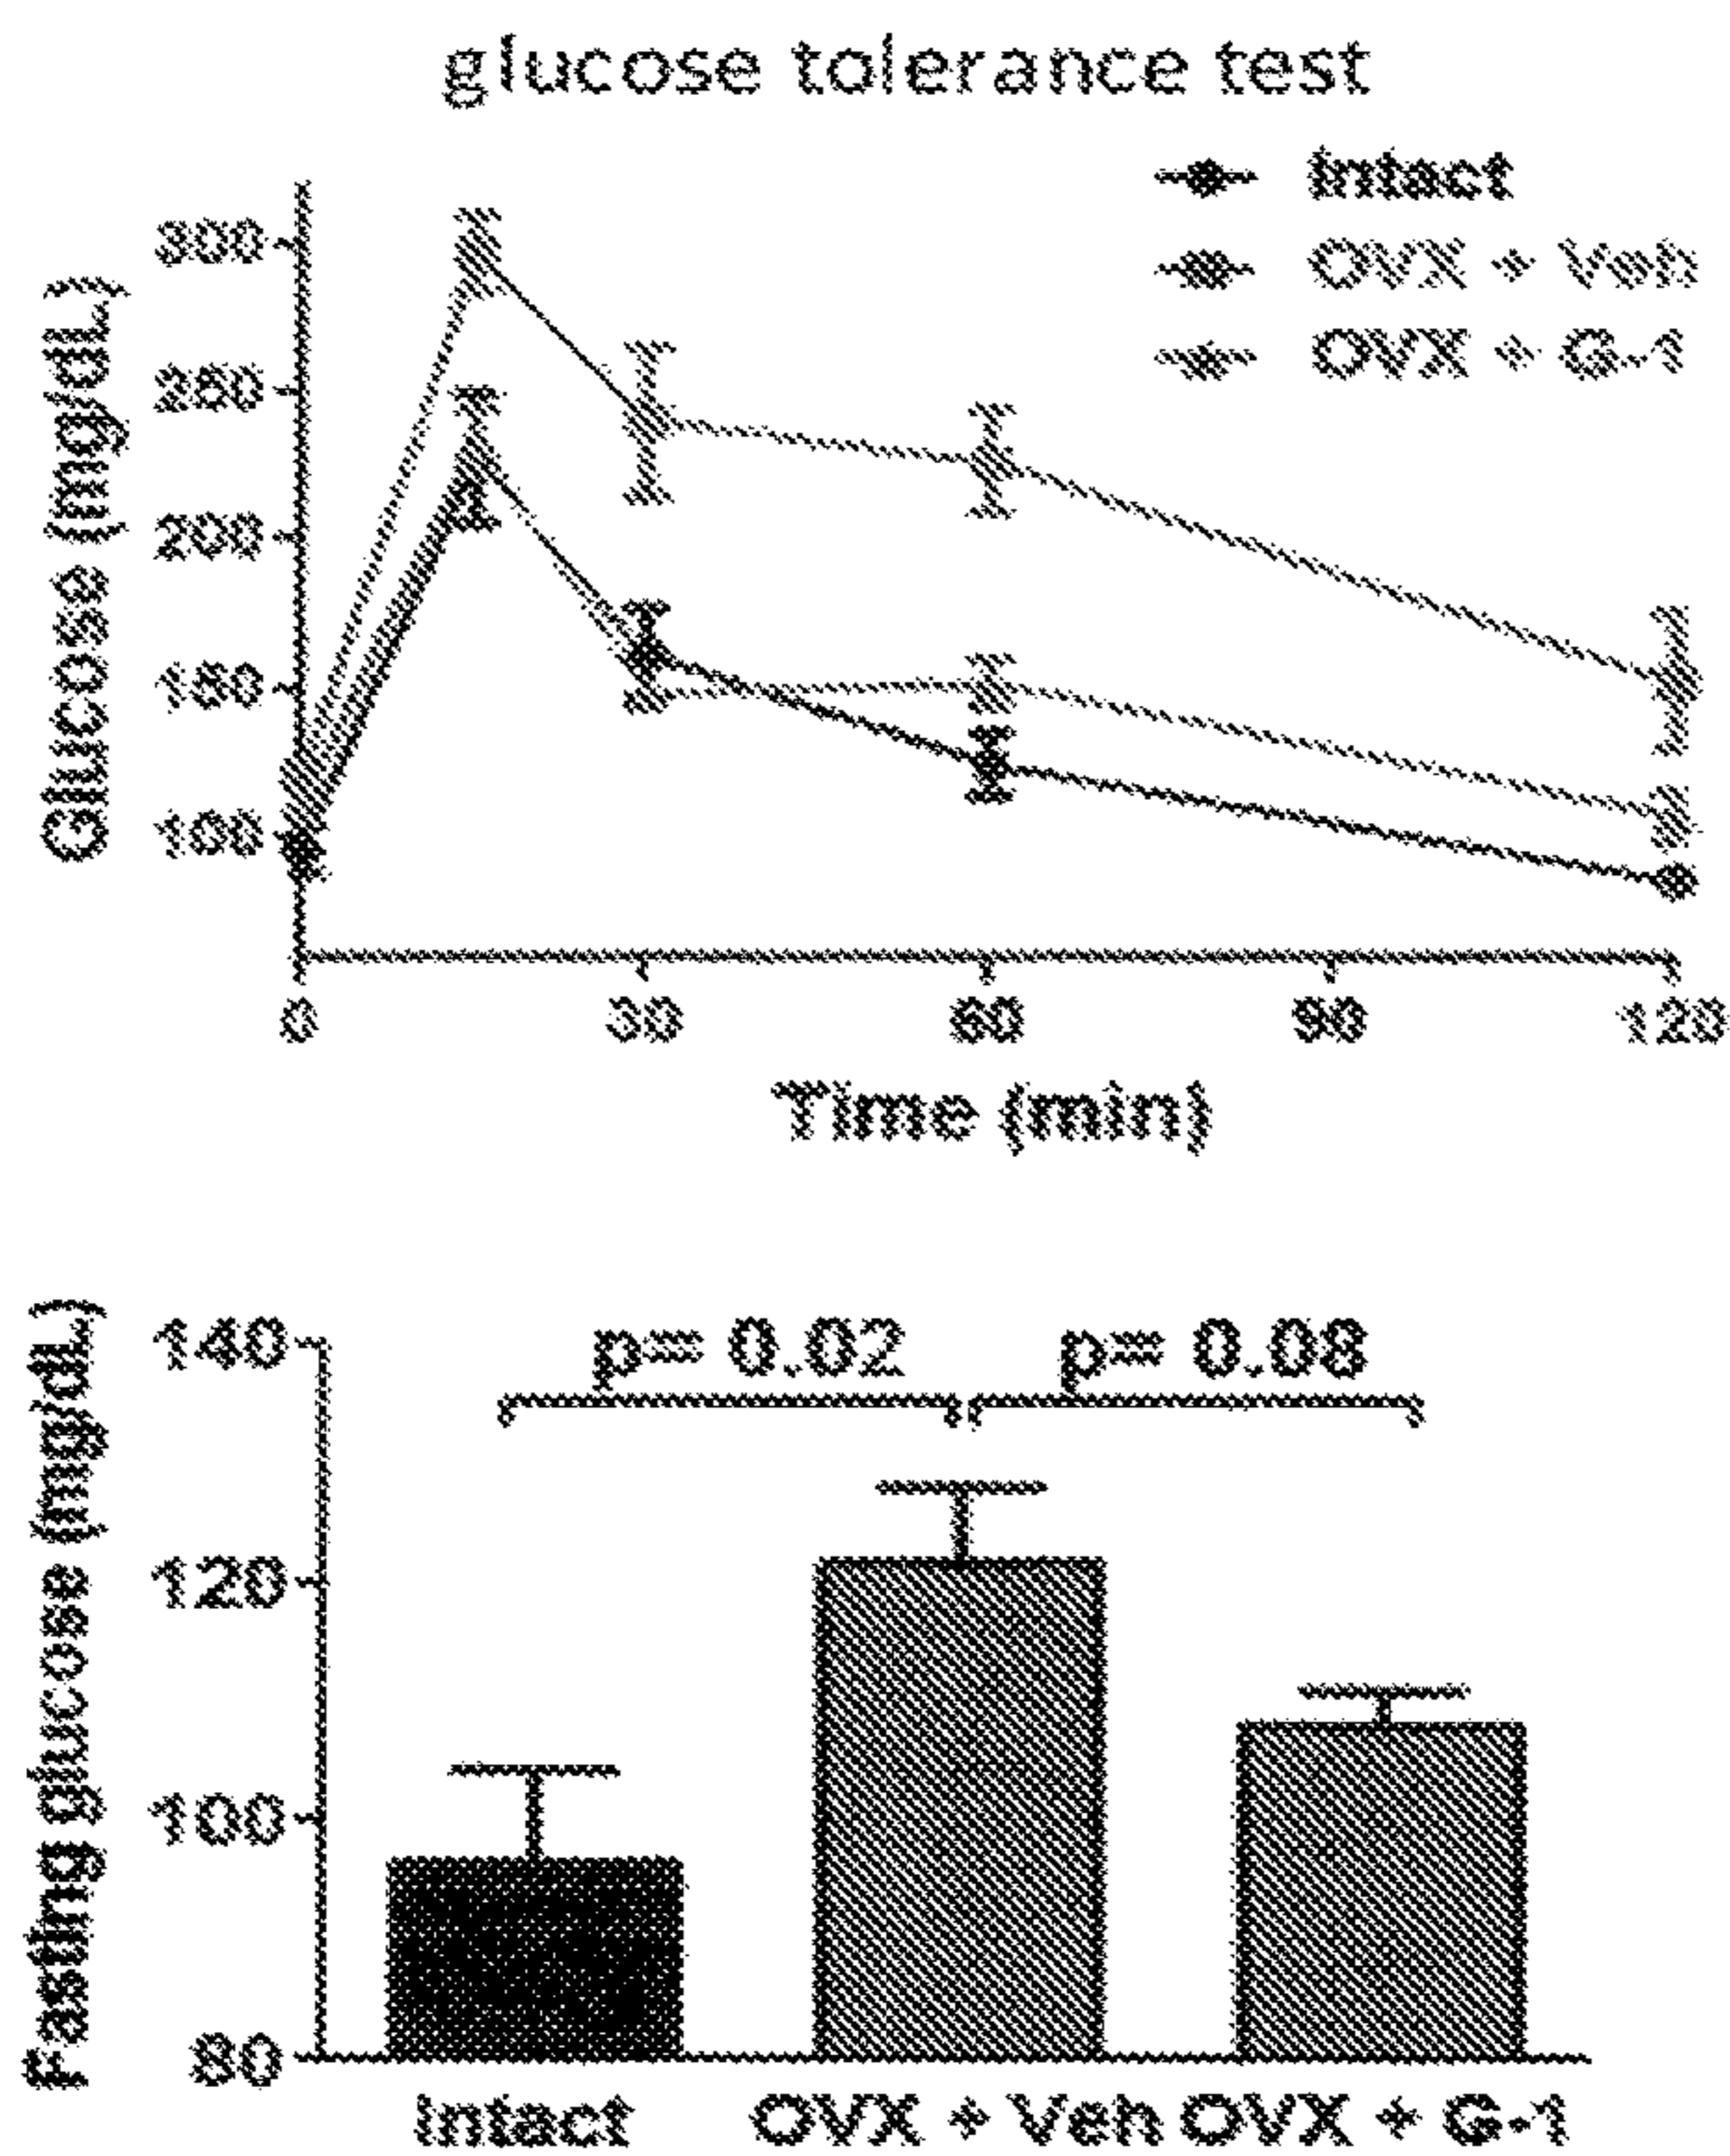 glucose tolerance test
Intact
OVX + Veh
OVX + G-1
Glucose (mg/dL)
300
250
200
150
100
0 30 60 90 120
Time (min)
Fasting glucose (mg/dL)
140
120
100
80
p= 0.02 p= 0.08
Intact OVX + Veh OVX + G-1